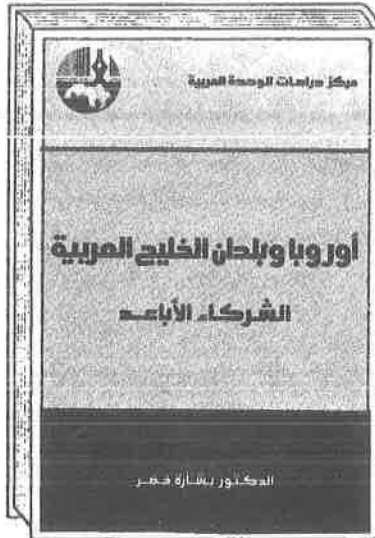 مركز دراسات الوحدة العربية
أوروبا وبلدان الخليج العربية
الشركاء الأباعد
الدكتور بشارة خضر